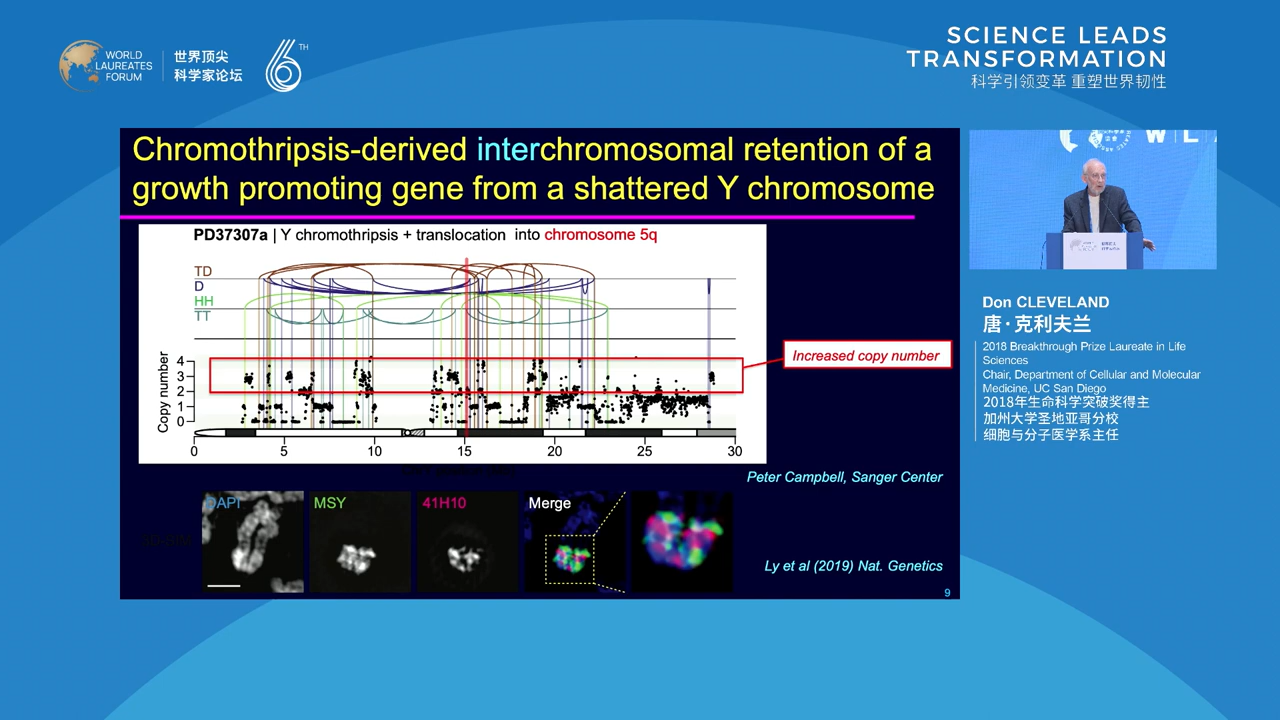 WORLD
LAUREATES
FORUM
世界顶尖
科学家论坛
6TH
SCIENCE LEADS
TRANSFORMATION
科学引领变革 重塑世界韧性
Chromothripsis-derived interchromosomal retention of a
growth promoting gene from a shattered Y chromosome
PD37307a | Y chromothripsis + translocation into chromosome 5q
TD
D
HH
TT
Copy number
4
3
2
1
0
0 5 10 15 20 25 30
Increased copy number
Peter Campbell, Sanger Center
DAPI MSY 41H10 Merge
Ly et al (2019) Nat. Genetics
9
Don CLEVELAND
唐·克利夫兰
2018 Breakthrough Prize Laureate in Life
Sciences
Chair, Department of Cellular and Molecular
Medicine, UC San Diego
2018年生命科学突破奖得主
加州大学圣地亚哥分校
细胞与分子医学系主任